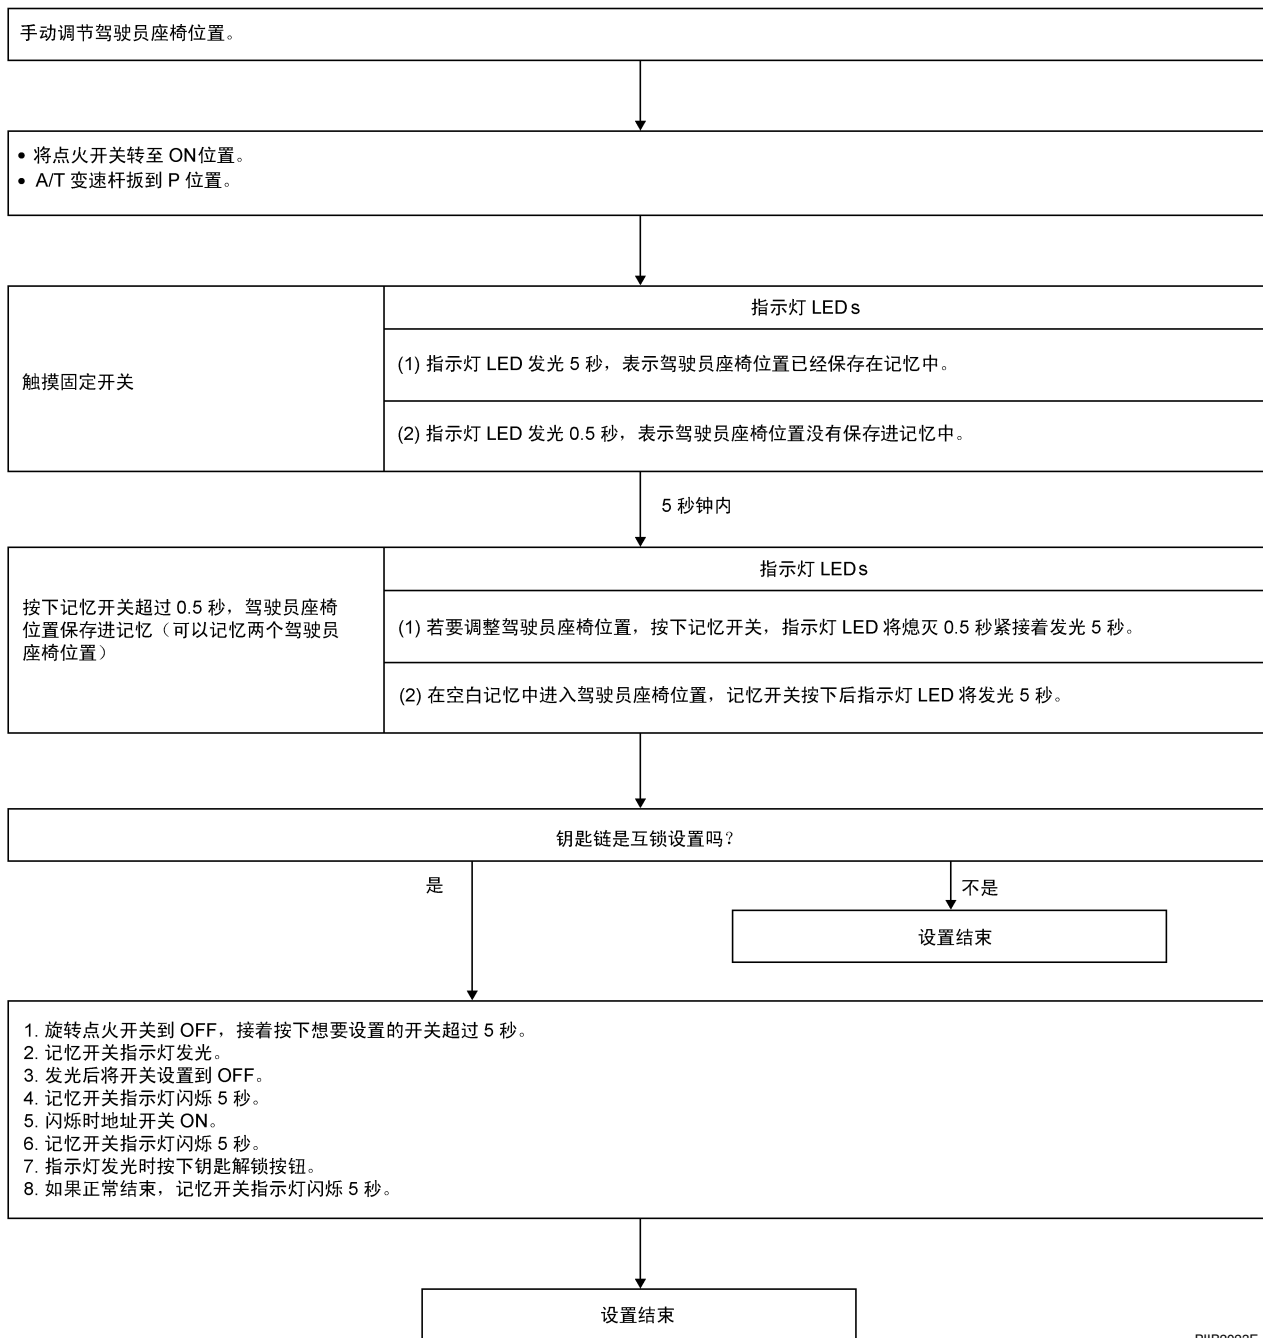 手动调节驾驶员座椅位置。
• 将点火开关转至 ON位置。
• A/T 变速杆扳到 P 位置。
触摸固定开关
指示灯 LEDs
(1) 指示灯 LED 发光 5 秒，表示驾驶员座椅位置已经保存在记忆中。
(2) 指示灯 LED 发光 0.5 秒，表示驾驶员座椅位置没有保存进记忆中。
5 秒钟内
按下记忆开关超过 0.5 秒，驾驶员座椅
位置保存进记忆（可以记忆两个驾驶员
座椅位置）
指示灯 LEDs
(1) 若要调整驾驶员座椅位置，按下记忆开关，指示灯 LED 将熄灭 0.5 秒紧接着发光 5 秒。
(2) 在空白记忆中进入驾驶员座椅位置，记忆开关按下后指示灯 LED 将发光 5 秒。
钥匙链是互锁设置吗？
是
不是
设置结束
1. 旋转点火开关到 OFF，接着按下想要设置的开关超过 5 秒。
2. 记忆开关指示灯发光。
3. 发光后将开关设置到 OFF。
4. 记忆开关指示灯闪烁 5 秒。
5. 闪烁时地址开关 ON。
6. 记忆开关指示灯闪烁 5 秒。
7. 指示灯发光时按下钥匙解锁按钮。
8. 如果正常结束，记忆开关指示灯闪烁 5 秒。
设置结束